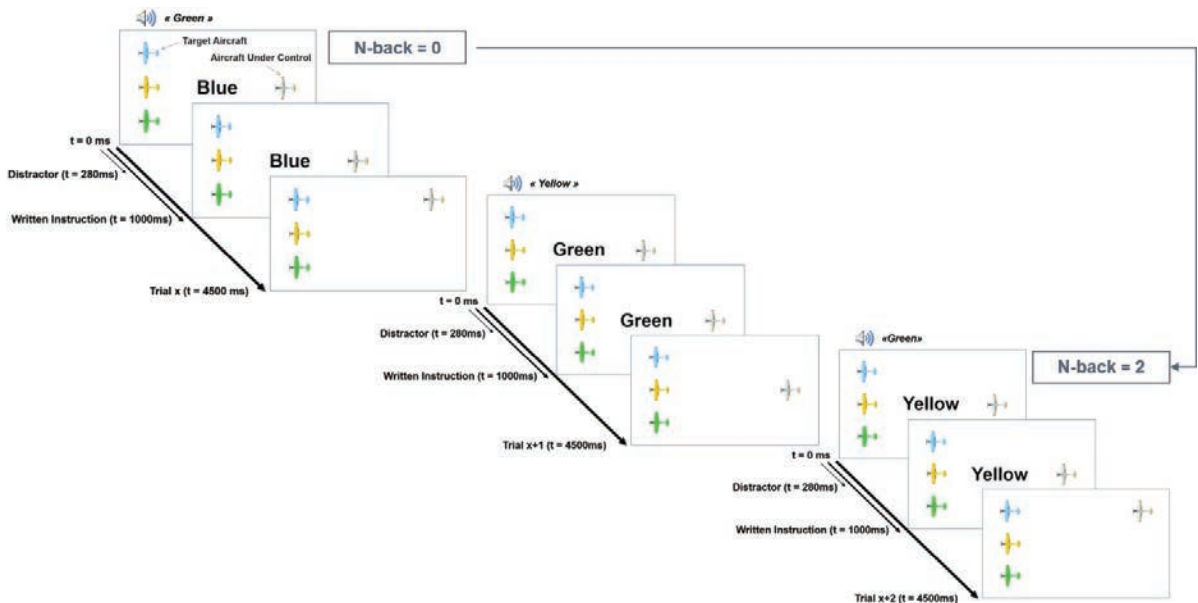 « Green »
N-back = 0
Target Aircraft
Aircraft Under Control
Blue
t = 0 ms
Distractor (t = 280ms)
Blue
Written Instruction (t = 1000ms)
Trial x (t = 4500 ms)
« Yellow »
Green
t = 0 ms
Distractor (t = 280ms)
Green
Written Instruction (t = 1000ms)
Trial x+1 (t = 4500ms)
«Green»
N-back = 2
Yellow
t = 0 ms
Distractor (t = 280ms)
Yellow
Written Instruction (t = 1000ms)
Trial x+2 (t = 4500ms)